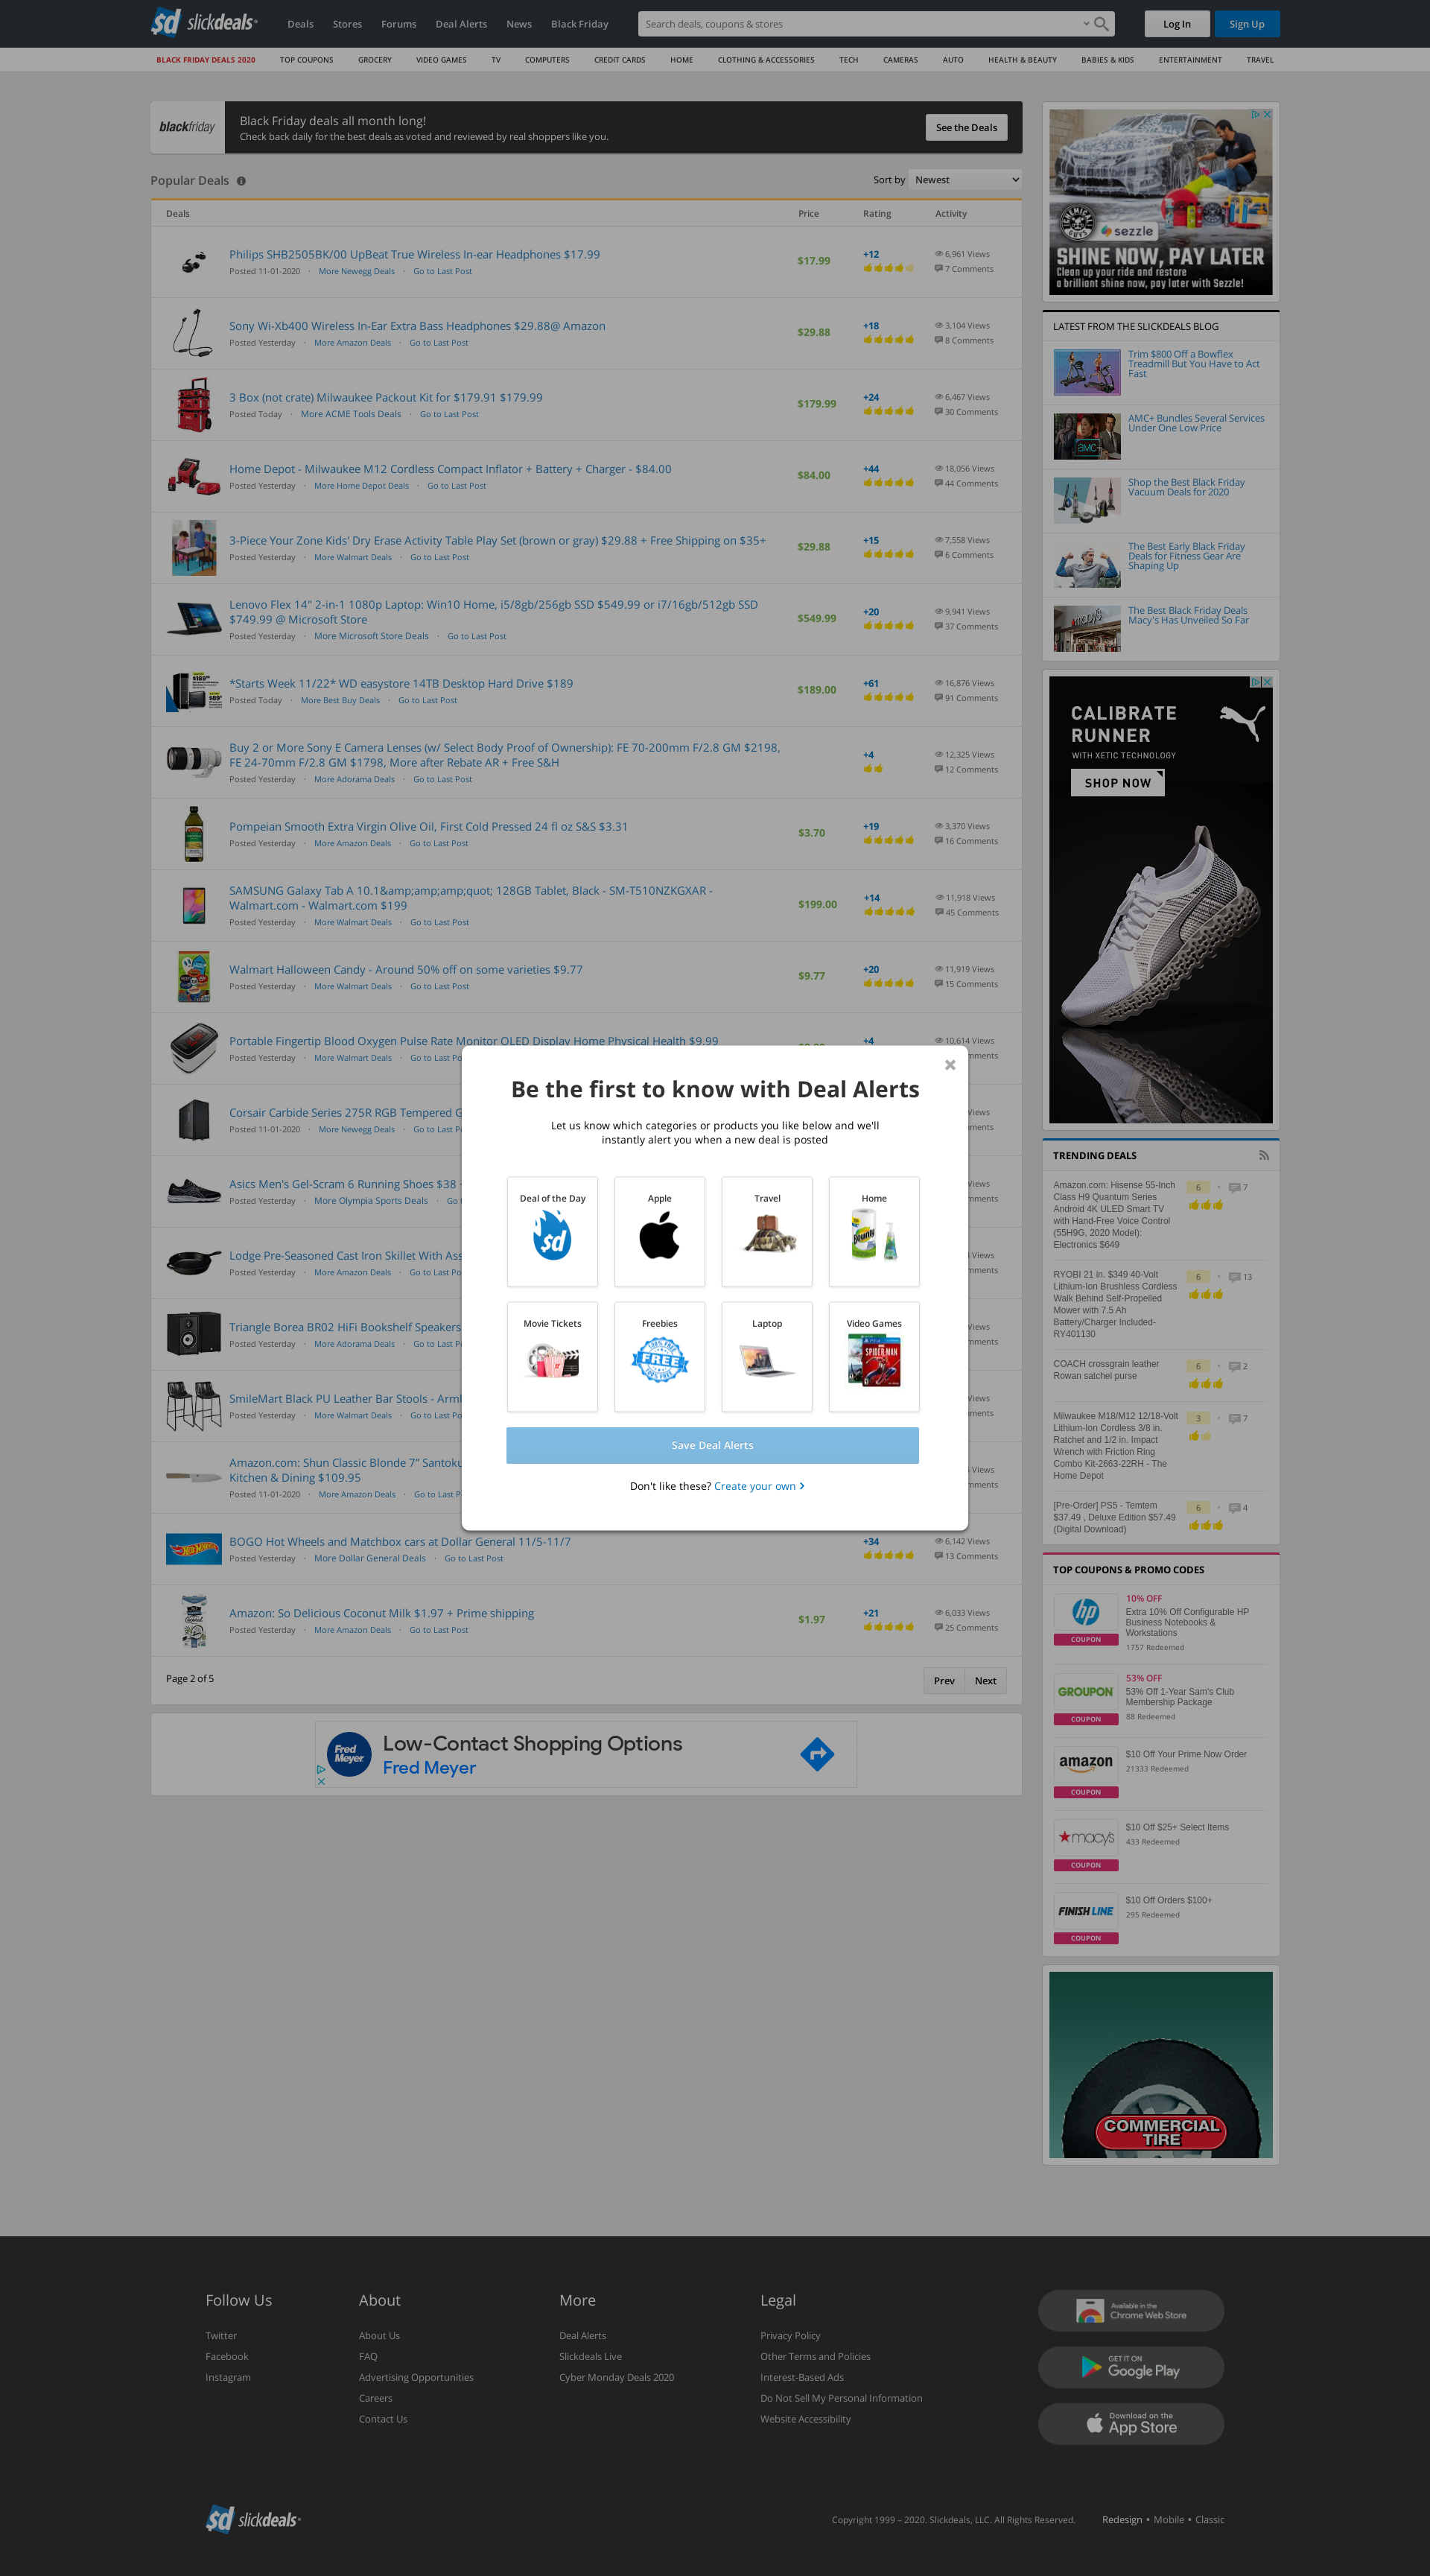 slickdeals
Deals Stores Forums Deal Alerts News Black Friday
Search deals, coupons & stores
Log In Sign Up
BLACK FRIDAY DEALS 2020 TOP COUPONS GROCERY VIDEO GAMES TV COMPUTERS CREDIT CARDS HOME CLOTHING & ACCESSORIES TECH CAMERAS AUTO HEALTH & BEAUTY BABIES & KIDS ENTERTAINMENT TRAVEL
blackfriday
Black Friday deals all month long!
Check back daily for the best deals as voted and reviewed by real shoppers like you.
See the Deals
Popular Deals
Sort by Newest
Deals Price Rating Activity
Philips SHB2505BK/00 UpBeat True Wireless In-ear Headphones $17.99
Posted 11-01-2020 · More Newegg Deals · Go to Last Post
$17.99
+12
6,961 Views
7 Comments
Sony Wi-Xb400 Wireless In-Ear Extra Bass Headphones $29.88@ Amazon
Posted Yesterday · More Amazon Deals · Go to Last Post
$29.88
+18
3,104 Views
8 Comments
3 Box (not crate) Milwaukee Packout Kit for $179.91 $179.99
Posted Today · More ACME Tools Deals · Go to Last Post
$179.99
+24
6,467 Views
30 Comments
Home Depot - Milwaukee M12 Cordless Compact Inflator + Battery + Charger - $84.00
Posted Yesterday · More Home Depot Deals · Go to Last Post
$84.00
+44
18,056 Views
44 Comments
3-Piece Your Zone Kids' Dry Erase Activity Table Play Set (brown or gray) $29.88 + Free Shipping on $35+
Posted Yesterday · More Walmart Deals · Go to Last Post
$29.88
+15
7,558 Views
6 Comments
Lenovo Flex 14" 2-in-1 1080p Laptop: Win10 Home, i5/8gb/256gb SSD $549.99 or i7/16gb/512gb SSD
$749.99 @ Microsoft Store
Posted Yesterday · More Microsoft Store Deals · Go to Last Post
$549.99
+20
9,941 Views
37 Comments
*Starts Week 11/22* WD easystore 14TB Desktop Hard Drive $189
Posted Today · More Best Buy Deals · Go to Last Post
$189.00
+61
16,876 Views
91 Comments
Buy 2 or More Sony E Camera Lenses (w/ Select Body Proof of Ownership): FE 70-200mm F/2.8 GM $2198,
FE 24-70mm F/2.8 GM $1798, More after Rebate AR + Free S&H
Posted Yesterday · More Adorama Deals · Go to Last Post
+4
12,325 Views
12 Comments
Pompeian Smooth Extra Virgin Olive Oil, First Cold Pressed 24 fl oz S&S $3.31
Posted Yesterday · More Amazon Deals · Go to Last Post
$3.70
+19
3,370 Views
16 Comments
SAMSUNG Galaxy Tab A 10.1&amp;amp;amp;quot; 128GB Tablet, Black - SM-T510NZKGXAR -
Walmart.com - Walmart.com $199
Posted Yesterday · More Walmart Deals · Go to Last Post
$199.00
+14
11,918 Views
45 Comments
Walmart Halloween Candy - Around 50% off on some varieties $9.77
Posted Yesterday · More Walmart Deals · Go to Last Post
$9.77
+20
11,919 Views
15 Comments
Portable Fingertip Blood Oxygen Pulse Rate Monitor OLED Display Home Physical Health $9.99
Posted Yesterday · More Walmart Deals · Go to Last
+4
10,614 Views
Corsair Carbide Series 275R RGB Tempered
Posted 11-01-2020 · More Newegg Deals · Go to Last
Views
Asics Men's Gel-Scram 6 Running Shoes $38
Posted Yesterday · More Olympia Sports Deals · Go
Views
Lodge Pre-Seasoned Cast Iron Skillet With
Posted Yesterday · More Amazon Deals · Go to Last
Views
Triangle Borea BR02 HiFi Bookshelf Speakers
Posted Yesterday · More Adorama Deals · Go to Last
Views
SmileMart Black PU Leather Bar Stools -
Posted Yesterday · More Walmart Deals · Go to Last
Views
Amazon.com: Shun Classic Blonde 7” Santoku
Kitchen & Dining $109.95
Posted 11-01-2020 · More Amazon Deals · Go to Last
Views
BOGO Hot Wheels and Matchbox cars at Dollar General 11/5-11/7
Posted Yesterday · More Dollar General Deals · Go to Last Post
+34
6,142 Views
13 Comments
Amazon: So Delicious Coconut Milk $1.97 + Prime shipping
Posted Yesterday · More Amazon Deals · Go to Last Post
$1.97
+21
6,033 Views
25 Comments
Page 2 of 5
Prev Next
Fred Meyer
Low-Contact Shopping Options
Fred Meyer
Be the first to know with Deal Alerts
Let us know which categories or products you like below and we'll
instantly alert you when a new deal is posted
Deal of the Day Apple Travel Home
sd
Bounty
Movie Tickets Freebies Laptop Video Games
FREE
SPIDER-MAN
Save Deal Alerts
Don't like these? Create your own
CHEMICAL GUYS
sezzle
SHINE NOW, PAY LATER
Clean up your ride and restore
a brilliant shine now, pay later with Sezzle!
LATEST FROM THE SLICKDEALS BLOG
Trim $800 Off a Bowflex
Treadmill But You Have to Act
Fast
AMC+ Bundles Several Services
Under One Low Price
amc+
Shop the Best Black Friday
Vacuum Deals for 2020
The Best Early Black Friday
Deals for Fitness Gear Are
Shaping Up
The Best Black Friday Deals
Macy's Has Unveiled So Far
CALIBRATE
RUNNER
WITH XETIC TECHNOLOGY
SHOP NOW
TRENDING DEALS
Amazon.com: Hisense 55-Inch
Class H9 Quantum Series
Android 4K ULED Smart TV
with Hand-Free Voice Control
(55H9G, 2020 Model):
Electronics $649
6 • 7
RYOBI 21 in. $349 40-Volt
Lithium-Ion Brushless Cordless
Walk Behind Self-Propelled
Mower with 7.5 Ah
Battery/Charger Included-
RY401130
6 • 13
COACH crossgrain leather
Rowan satchel purse
6 • 2
Milwaukee M18/M12 12/18-Volt
Lithium-Ion Cordless 3/8 in.
Ratchet and 1/2 in. Impact
Wrench with Friction Ring
Combo Kit-2663-22RH - The
Home Depot
3 • 7
[Pre-Order] PS5 - Temtem
$37.49 , Deluxe Edition $57.49
(Digital Download)
6 • 4
TOP COUPONS & PROMO CODES
hp
COUPON
10% OFF
Extra 10% Off Configurable HP
Business Notebooks &
Workstations
1757 Redeemed
GROUPON
COUPON
53% OFF
53% Off 1-Year Sam's Club
Membership Package
88 Redeemed
amazon
COUPON
$10 Off Your Prime Now Order
21333 Redeemed
macy's
COUPON
$10 Off $25+ Select Items
433 Redeemed
FINISH LINE
COUPON
$10 Off Orders $100+
295 Redeemed
COMMERCIAL
TIRE
Follow Us
Twitter
Facebook
Instagram
About
About Us
FAQ
Advertising Opportunities
Careers
Contact Us
More
Deal Alerts
Slickdeals Live
Cyber Monday Deals 2020
Legal
Privacy Policy
Other Terms and Policies
Interest-Based Ads
Do Not Sell My Personal Information
Website Accessibility
Available in the
Chrome Web Store
GET IT ON
Google Play
Download on the
App Store
slickdeals
Copyright 1999 – 2020. Slickdeals, LLC. All Rights Reserved.
Redesign • Mobile • Classic